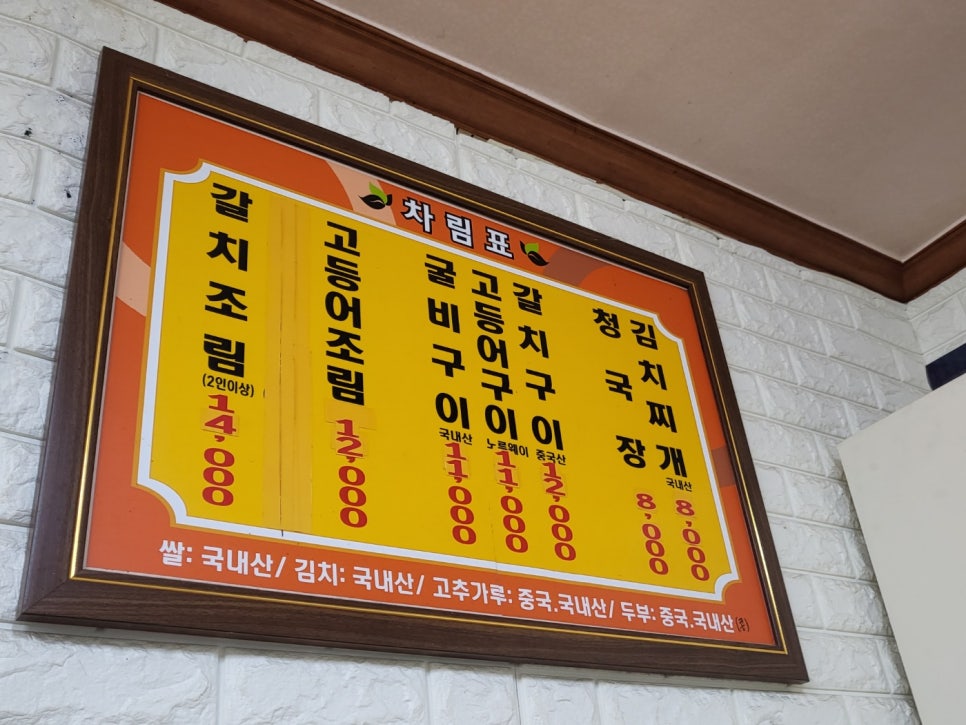 차림표
갈치조림
(2인이상)
14,000
고등어조림
12,000
굴비구이
국내산
11,000
고등어구이
노르웨이
11,000
갈치구이
중국산
12,000
청국장
8,000
김치찌개
국내산
8,000
쌀: 국내산/ 김치: 국내산/ 고추가루: 중국.국내산/ 두부: 중국.국내산